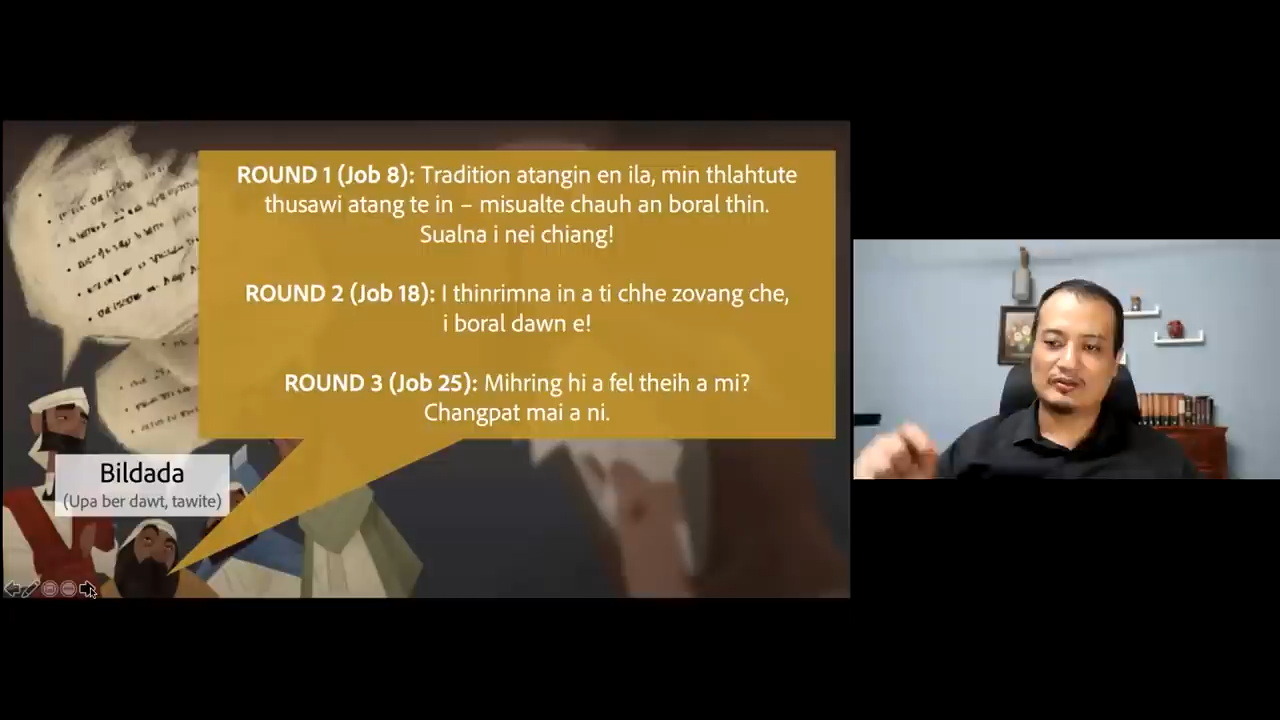 ROUND 1 (Job 8): Tradition atangin en ila, min thlahtute
thusawi atang te in – misualte chauh an boral thin.
Sualna i nei chiang!
ROUND 2 (Job 18): I thinrimna in a ti chhe zovang che,
i boral dawn e!
ROUND 3 (Job 25): Mihring hi a fel theih a mi?
Changpat mai a ni.
Bildada
(Upa ber dawt, tawite)